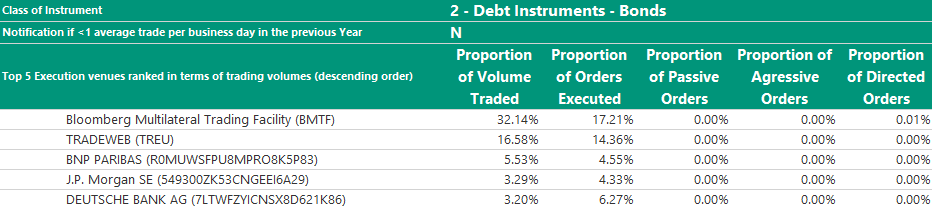 Class of Instrument 2 - Debt Instruments - Bonds
Notification if <1 average trade per business day in the previous Year N
Top 5 Execution venues ranked in terms of trading volumes (descending order) Proportion of Volume Traded Proportion of Orders Executed Proportion of Passive Orders Proportion of Agressive Orders Proportion of Directed Orders
Bloomberg Multilateral Trading Facility (BMTF) 32.14% 17.21% 0.00% 0.00% 0.01%
TRADEWEB (TREU) 16.58% 14.36% 0.00% 0.00% 0.00%
BNP PARIBAS (R0MUWSFPU8MPRO8K5P83) 5.53% 4.55% 0.00% 0.00% 0.00%
J.P. Morgan SE (549300ZK53CNGEEI6A29) 3.29% 4.33% 0.00% 0.00% 0.00%
DEUTSCHE BANK AG (7LTWFZYICNSX8D621K86) 3.20% 6.27% 0.00% 0.00% 0.00%